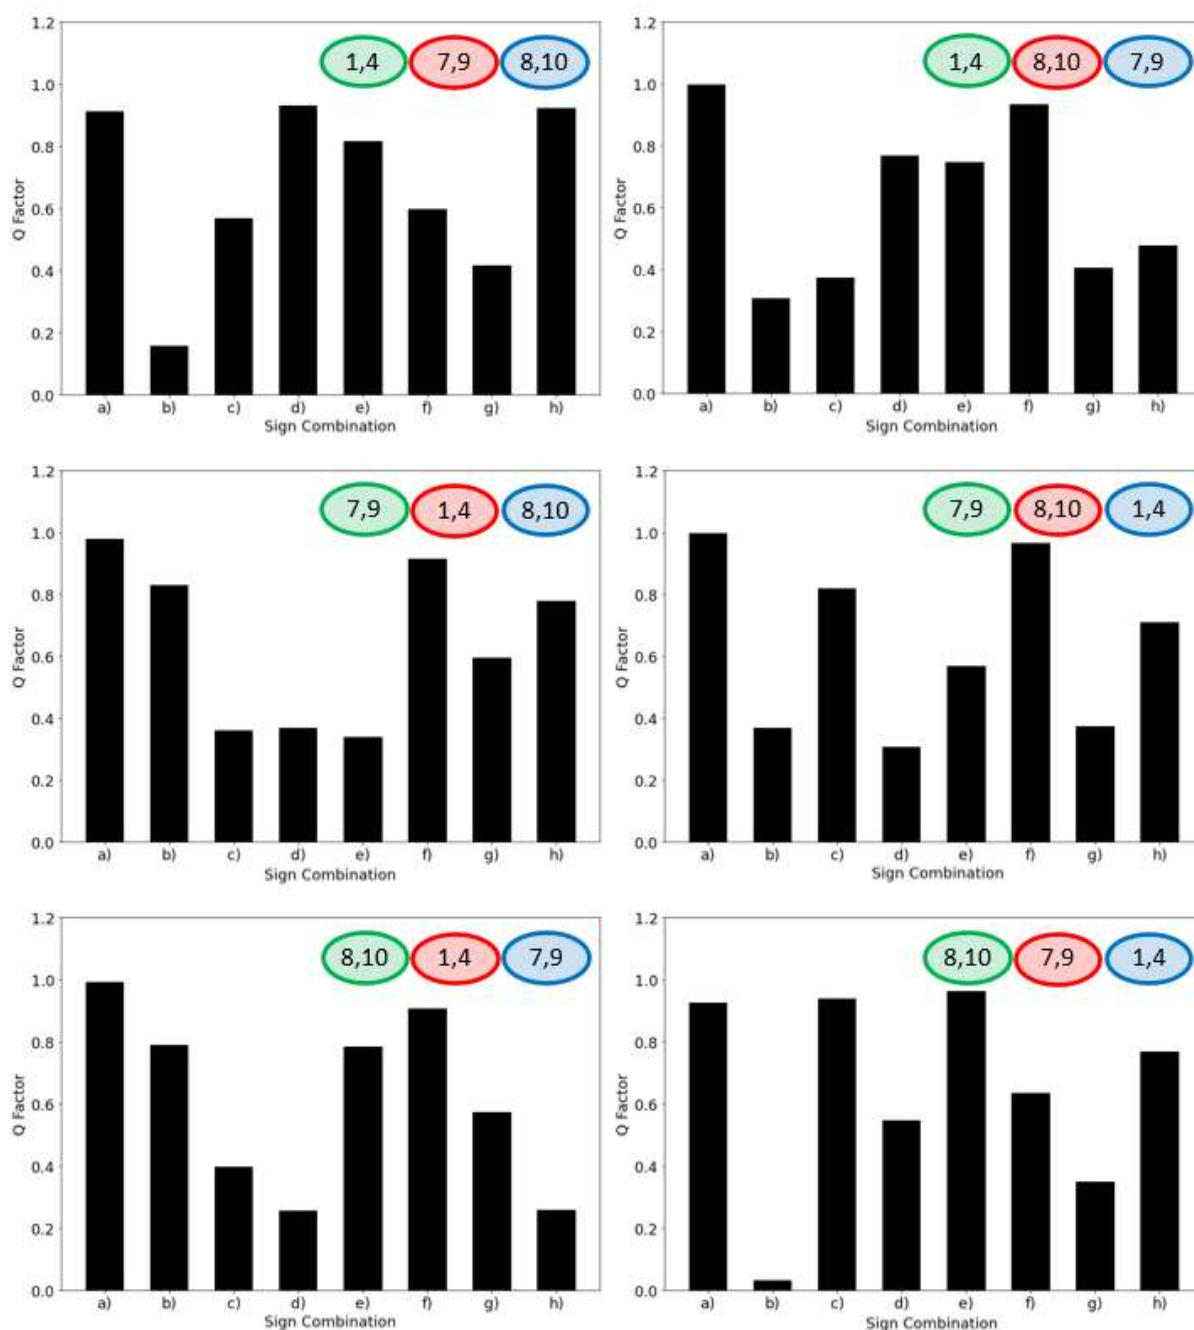 1.2
1.0
0.8
0.6
0.4
0.2
0.0
Q Factor
1,4 7,9 8,10
a) b) c) d) e) f) g) h)
Sign Combination
1.2
1.0
0.8
0.6
0.4
0.2
0.0
Q Factor
1,4 8,10 7,9
a) b) c) d) e) f) g) h)
Sign Combination
1.2
1.0
0.8
0.6
0.4
0.2
0.0
Q Factor
7,9 1,4 8,10
a) b) c) d) e) f) g) h)
Sign Combination
1.2
1.0
0.8
0.6
0.4
0.2
0.0
Q Factor
7,9 8,10 1,4
a) b) c) d) e) f) g) h)
Sign Combination
1.2
1.0
0.8
0.6
0.4
0.2
0.0
Q Factor
8,10 1,4 7,9
a) b) c) d) e) f) g) h)
Sign Combination
1.2
1.0
0.8
0.6
0.4
0.2
0.0
Q Factor
8,10 7,9 1,4
a) b) c) d) e) f) g) h)
Sign Combination